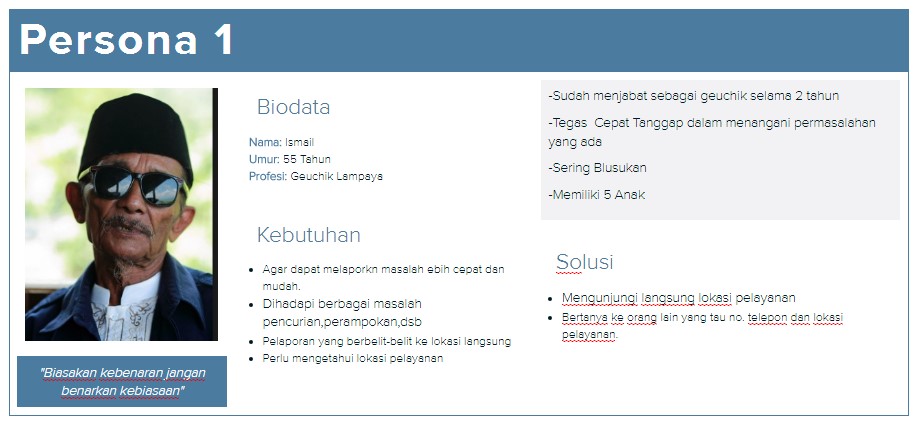 Persona 1
Biodata
Nama: Ismail
Umur: 55 Tahun
Profesi: Geuchik Lampaya
-Sudah menjabat sebagai geuchik selama 2 tahun
-Tegas  Cepat Tanggap dalam menangani permasalahan
yang ada
-Sering Blusukan
-Memiliki 5 Anak
Kebutuhan
Agar dapat melaporkn masalah ebih cepat dan
mudah.
Dihadapi berbagai masalah
pencurian,perampokan,dsb
Pelaporan yang berbelit-belit ke lokasi langsung
Perlu mengetahui lokasi pelayanan
Solusi
Mengunjungi langsung lokasi pelayanan
Bertanya ke orang lain yang tau no. telepon dan lokasi
pelayanan.
"Biasakan kebenaran jangan
benarkan kebiasaan"